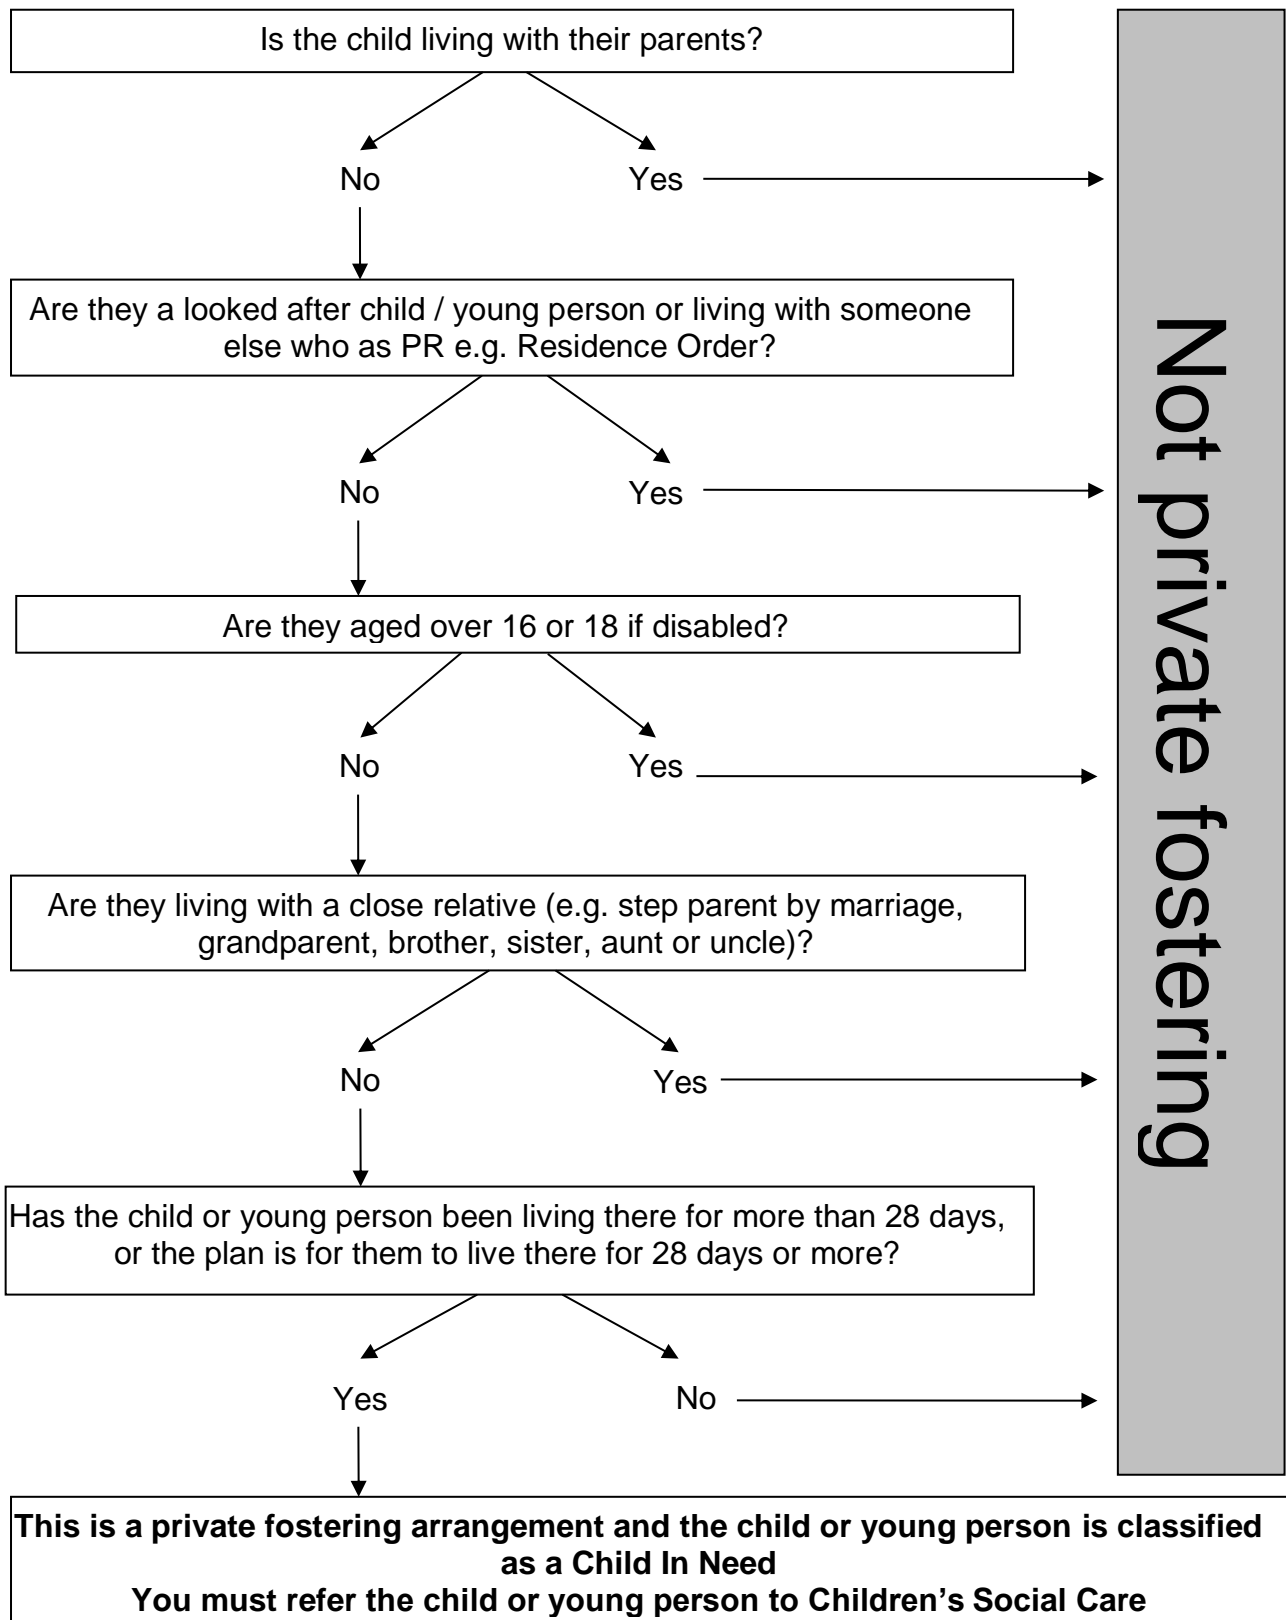 Is the child living with their parents?
No
Yes
Are they a looked after child / young person or living with someone
else who as PR e.g. Residence Order?
No
Yes
Are they aged over 16 or 18 if disabled?
No
Yes
Are they living with a close relative (e.g. step parent by marriage,
grandparent, brother, sister, aunt or uncle)?
No
Yes
Has the child or young person been living there for more than 28 days,
or the plan is for them to live there for 28 days or more?
Yes
No
This is a private fostering arrangement and the child or young person is classified
as a Child In Need
You must refer the child or young person to Children’s Social Care
Not private fostering